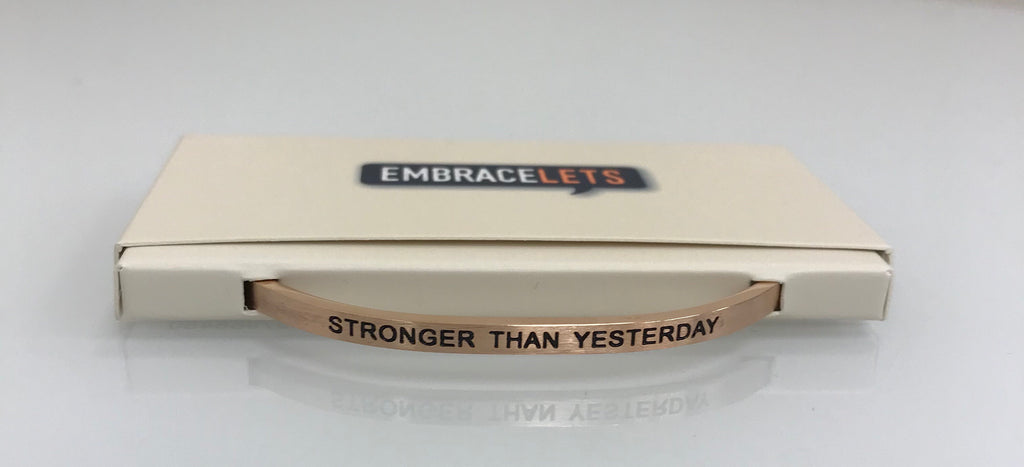 EMBRACELETS
STRONGER THAN YESTERDAY